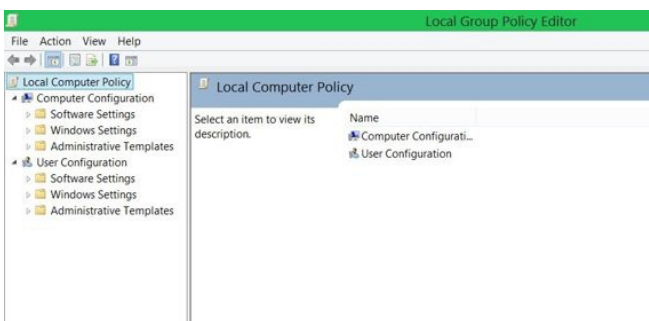 Local Group Policy Editor
File Action View Help
Local Computer Policy
Computer Configuration
Software Settings
Windows Settings
Administrative Templates
User Configuration
Software Settings
Windows Settings
Administrative Templates
Local Computer Policy
Select an item to view its
description.
Name
Computer Configurati...
User Configuration